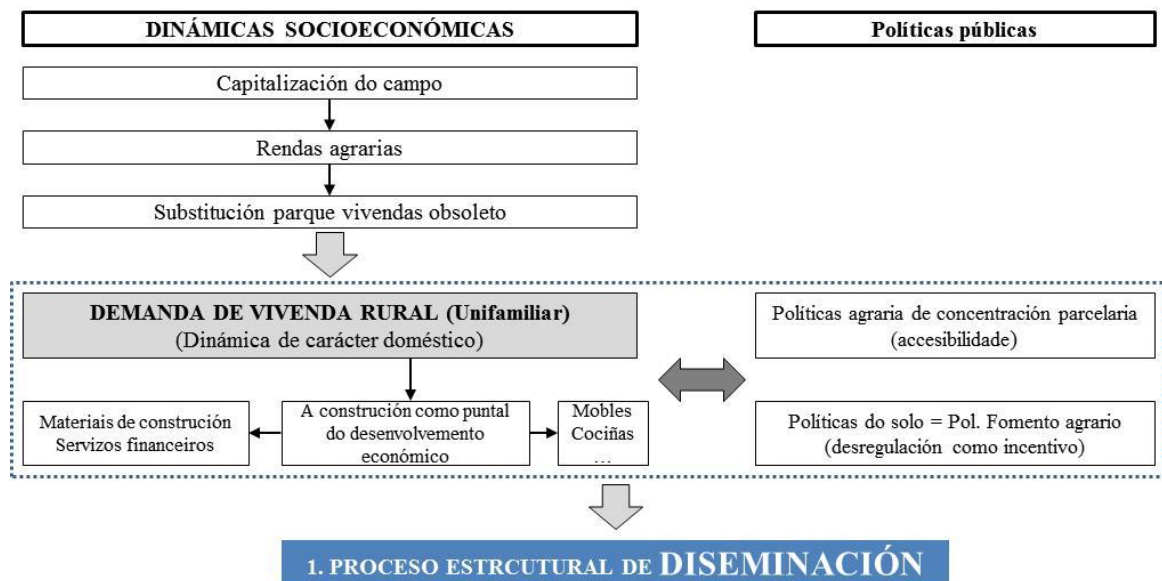 DINÁMICAS SOCIOECONÓMICAS
Políticas públicas
Capitalización do campo
Rendas agrarias
Substitución parque vivendas obsoleto
DEMANDA DE VIVENDA RURAL (Unifamiliar)
(Dinámica de carácter doméstico)
Políticas agraria de concentración parcelaria
(accesibilidade)
Materiais de construción
Servizos financeiros
A construción como puntal
do desenvolvemento
económico
Mobles
Cociñas
…
Políticas do solo = Pol. Fomento agrario
(desregulación como incentivo)
1. PROCESO ESTRCUTURAL DE DISEMINACIÓN